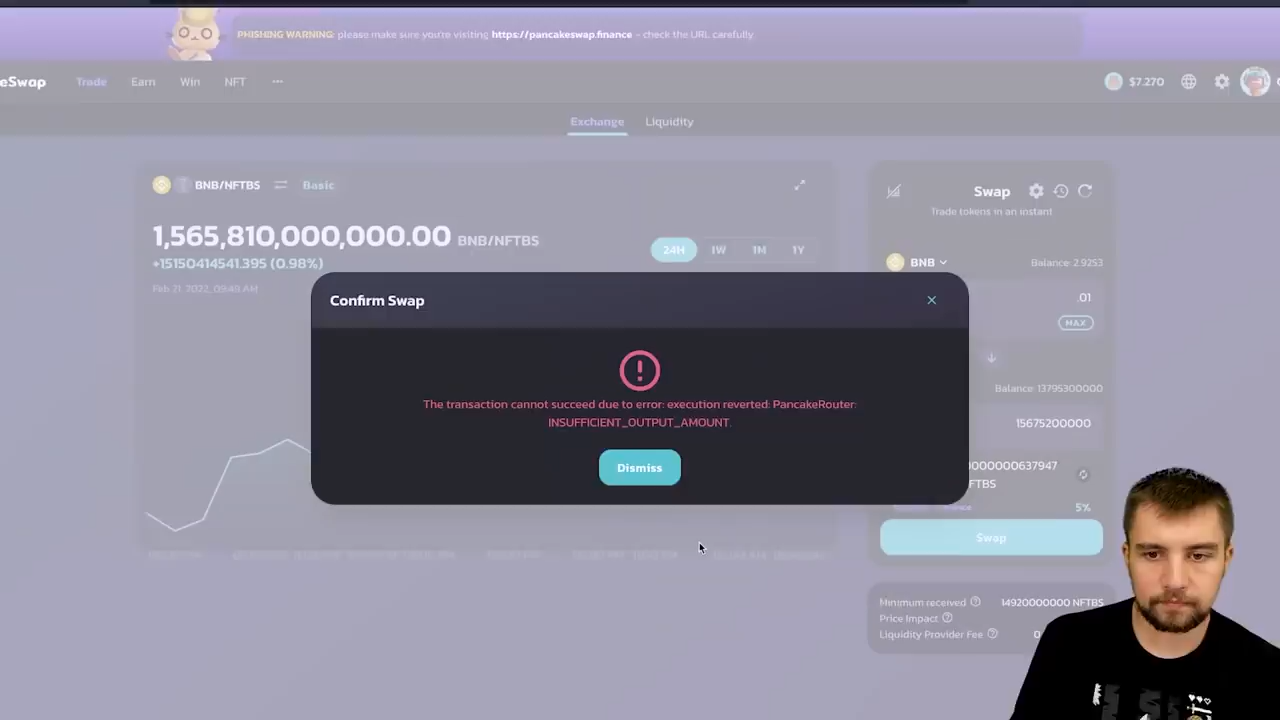 PHISHING WARNING: please make sure you're visiting https://pancakeswap.finance - check the URL carefully.
eSwap
Trade
Earn
Win
NFT
$7.270
Exchange
Liquidity
BNB/NFTBS
Basic
1,565,810,000,000.00 BNB/NFTBS
+15150414541.395 (0.98%)
Feb 21, 2022, 09:49 AM
24H
1W
1M
1Y
Swap
Trade tokens in an instant
BNB
Balance: 2.9253
.01
MAX
Balance: 13795300000
15675200000
000000637947
FTBS
5%
Swap
Minimum received
14920000000 NFTBS
Price Impact
Liquidity Provider Fee
Confirm Swap
The transaction cannot succeed due to error: execution reverted: PancakeRouter:
INSUFFICIENT_OUTPUT_AMOUNT.
Dismiss